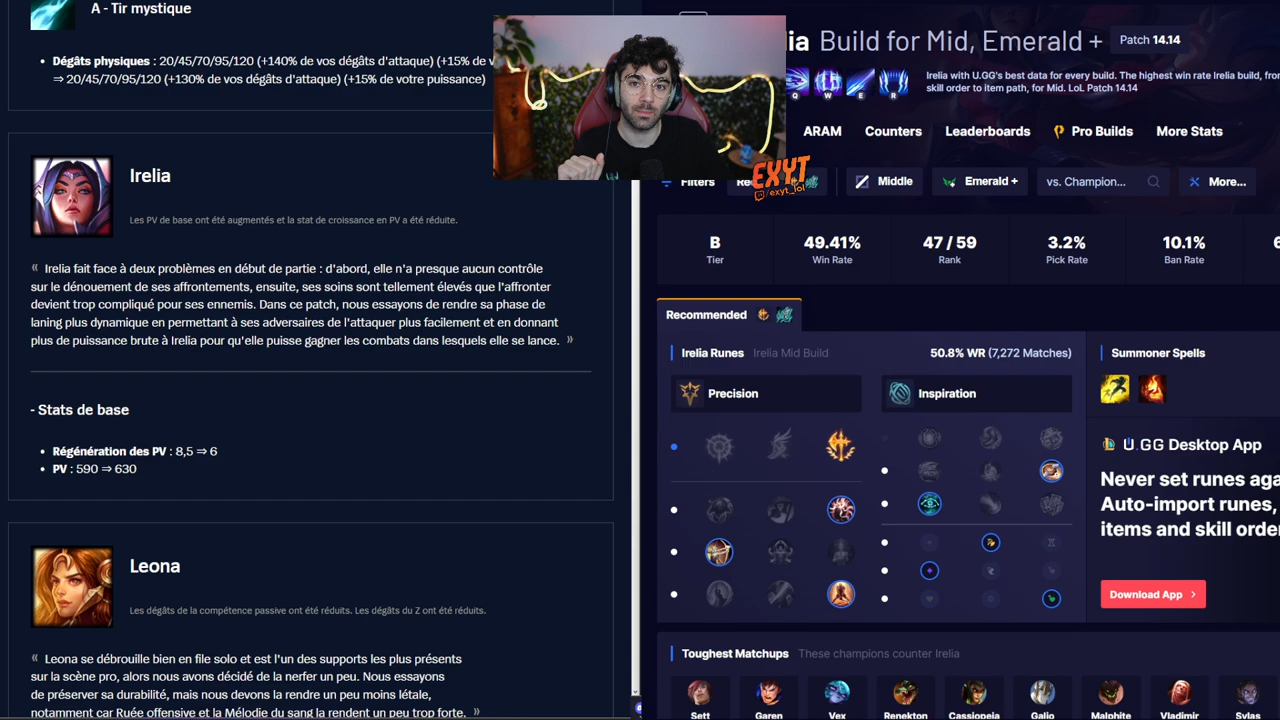 A - Tir mystique
Dégâts physiques : 20/45/70/95/120 (+140% de vos dégâts d'attaque) (+15% de
⇒ 20/45/70/95/120 (+130% de vos dégâts d'attaque) (+15% de votre puissance)
Irelia
Les PV de base ont été augmentés et la stat de croissance en PV a été réduite.
« Irelia fait face à deux problèmes en début de partie : d'abord, elle n'a presque aucun contrôle
sur le dénouement de ses affrontements, ensuite, ses soins sont tellement élevés que l'affronter
devient trop compliqué pour ses ennemis. Dans ce patch, nous essayons de rendre sa phase de
laning plus dynamique en permettant à ses adversaires de l'attaquer plus facilement et en donnant
plus de puissance brute à Irelia pour qu'elle puisse gagner les combats dans lesquels elle se lance. »
- Stats de base
Régénération des PV : 8,5 ⇒ 6
PV : 590 ⇒ 630
Leona
Les dégâts de la compétence passive ont été réduits. Les dégâts du Z ont été réduits.
« Leona se débrouille bien en file solo et est l'un des supports les plus présents
sur la scène pro, alors nous avons décidé de la nerfer un peu. Nous essayons
de préserver sa durabilité, mais nous devons la rendre un peu moins létale,
notamment car Ruée offensive et la Mélodie du sang la rendent un peu trop forte. »
EXYT
/exyt_lol
ia Build for Mid, Emerald + Patch 14.14
Q W E R
Irelia with U.GG's best data for every build. The highest win rate Irelia build, fro
skill order to item path, for Mid. LoL Patch 14.14
ARAM Counters Leaderboards Pro Builds More Stats
Filters Middle Emerald + vs. Champion... More...
B 49.41% 47 / 59 3.2% 10.1% 6
Tier Win Rate Rank Pick Rate Ban Rate
Recommended
Irelia Runes Irelia Mid Build 50.8% WR (7,272 Matches) Summoner Spells
Precision Inspiration
U.GG Desktop App
Never set runes aga
Auto-import runes,
items and skill orde
Download App >
Toughest Matchups These champions counter Irelia
Sett Garen Vex Renekton Cassiopeia Galio Malphite Vladimir Sylas